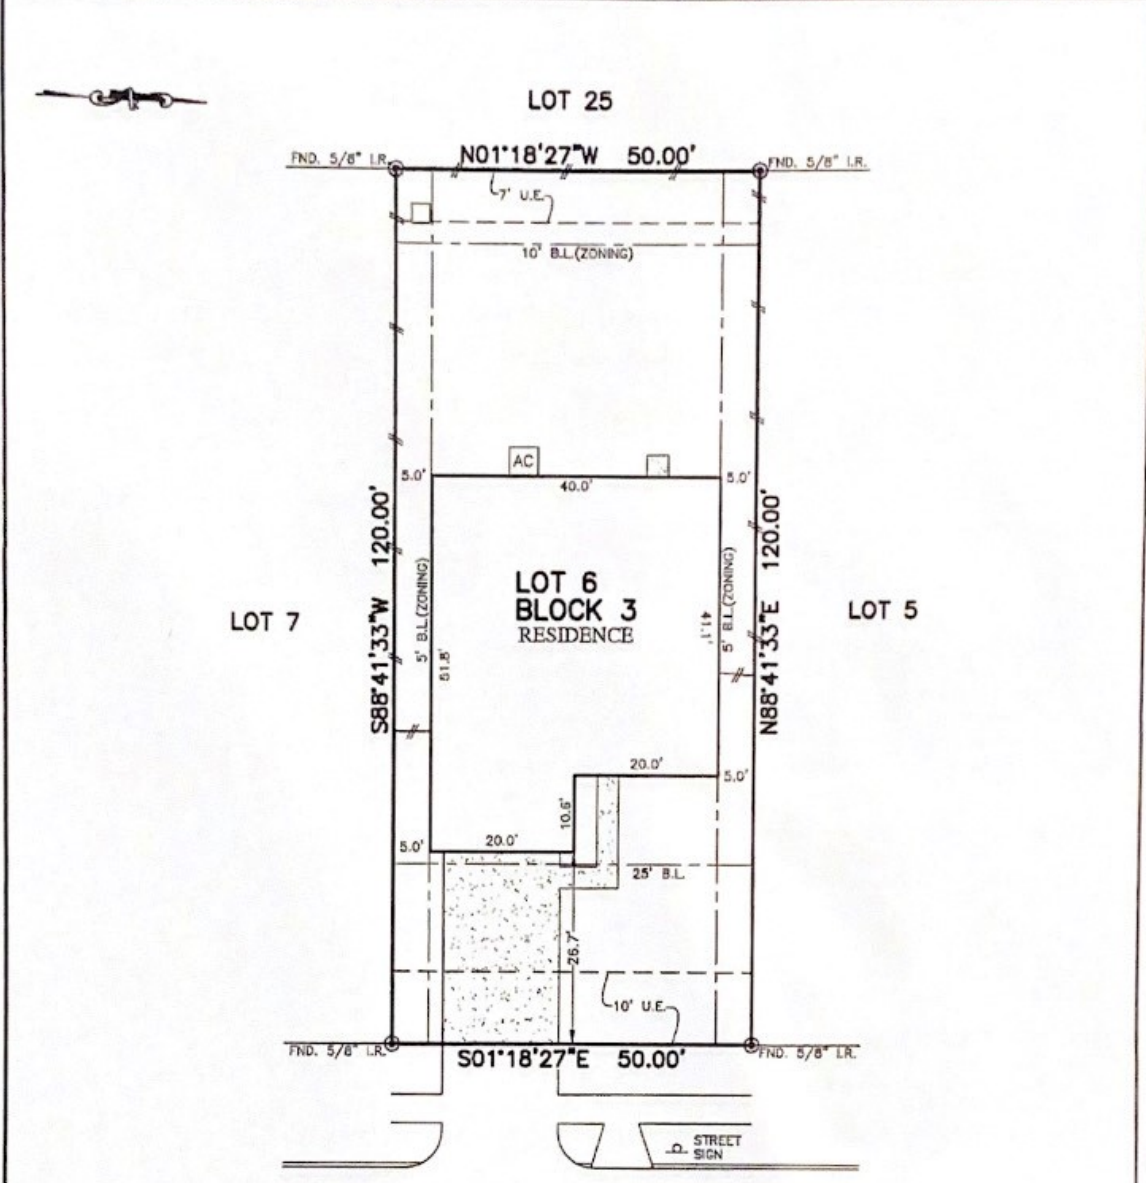 LOT 25
FND. 5/8" I.R.
N01°18'27"W 50.00'
FND. 5/8" I.R.
7' U.E.
10' B.L.(ZONING)
AC
5.0'
40.0'
5.0'
S88°41'33"W 120.00'
5' B.L.(ZONING)
51.8'
LOT 6
BLOCK 3
RESIDENCE
41.1'
5' B.L.(ZONING)
N88°41'33"E 120.00'
LOT 7
LOT 5
20.0'
5.0'
10.6'
5.0'
20.0'
25' B.L.
26.7'
10' U.E.
FND. 5/8" I.R.
S01°18'27"E 50.00'
FND. 5/8" I.R.
STREET
SIGN